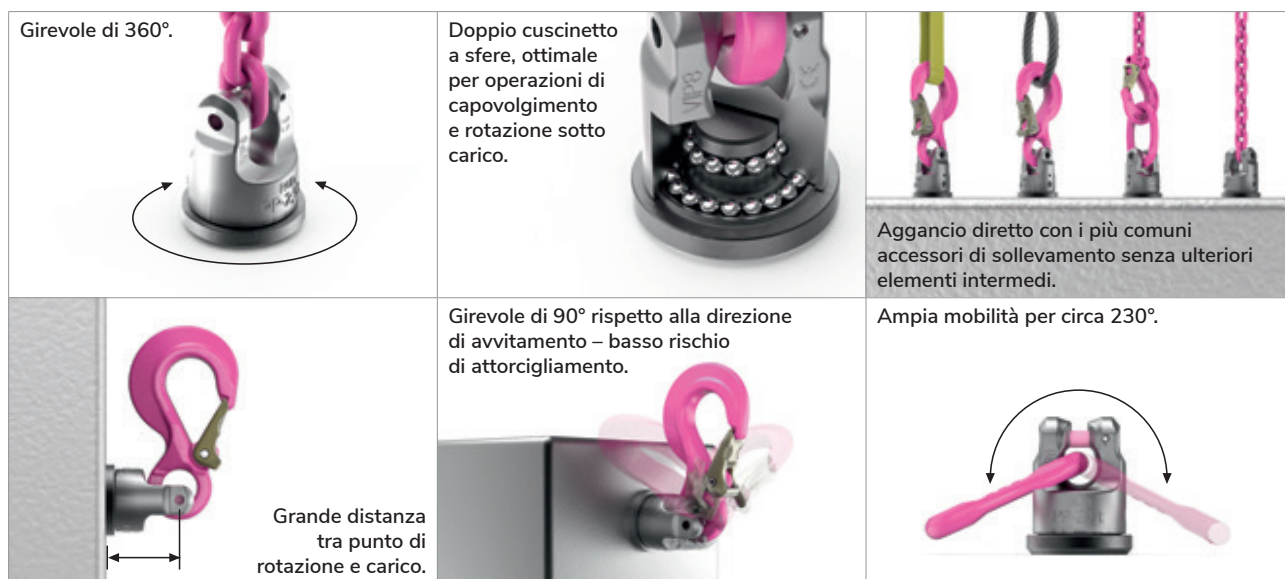 Girevole di 360°.
Doppio cuscinetto
a sfere, ottimale
per operazioni di
capovolgimento
e rotazione sotto
carico.
VIP8
Aggancio diretto con i più comuni
accessori di sollevamento senza ulteriori
elementi intermedi.
Grande distanza
tra punto di
rotazione e carico.
Girevole di 90° rispetto alla direzione
di avvitamento – basso rischio
di attorcigliamento.
Ampia mobilità per circa 230°.